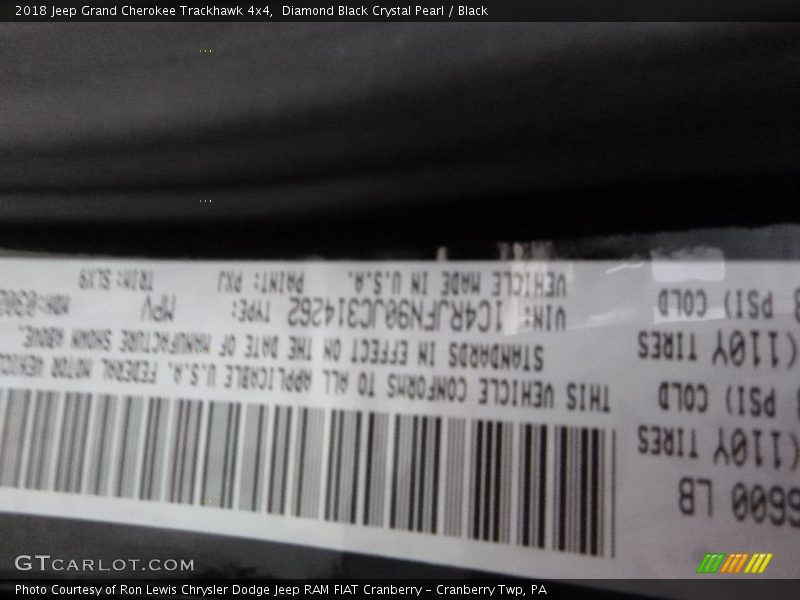 2018 Jeep Grand Cherokee Trackhawk 4x4, Diamond Black Crystal Pearl / Black
6600 LB
(110Y TIRES
PSI) COLD
(110Y TIRES
PSI) COLD
THIS VEHICLE CONFORMS TO ALL APPLICABLE U.S.A. FEDERAL MOTOR VEHICLE
STANDARDS IN EFFECT ON THE DATE OF MANUFACTURE SHOWN ABOVE.
VIN: 1C4RJFN90JC314262 TYPE: MPV MDH:0303
VEHICLE MADE IN U.S.A. PAINT: PXJ TRIM: SLX9
GTCARLOT.COM
Photo Courtesy of Ron Lewis Chrysler Dodge Jeep RAM FIAT Cranberry - Cranberry Twp, PA